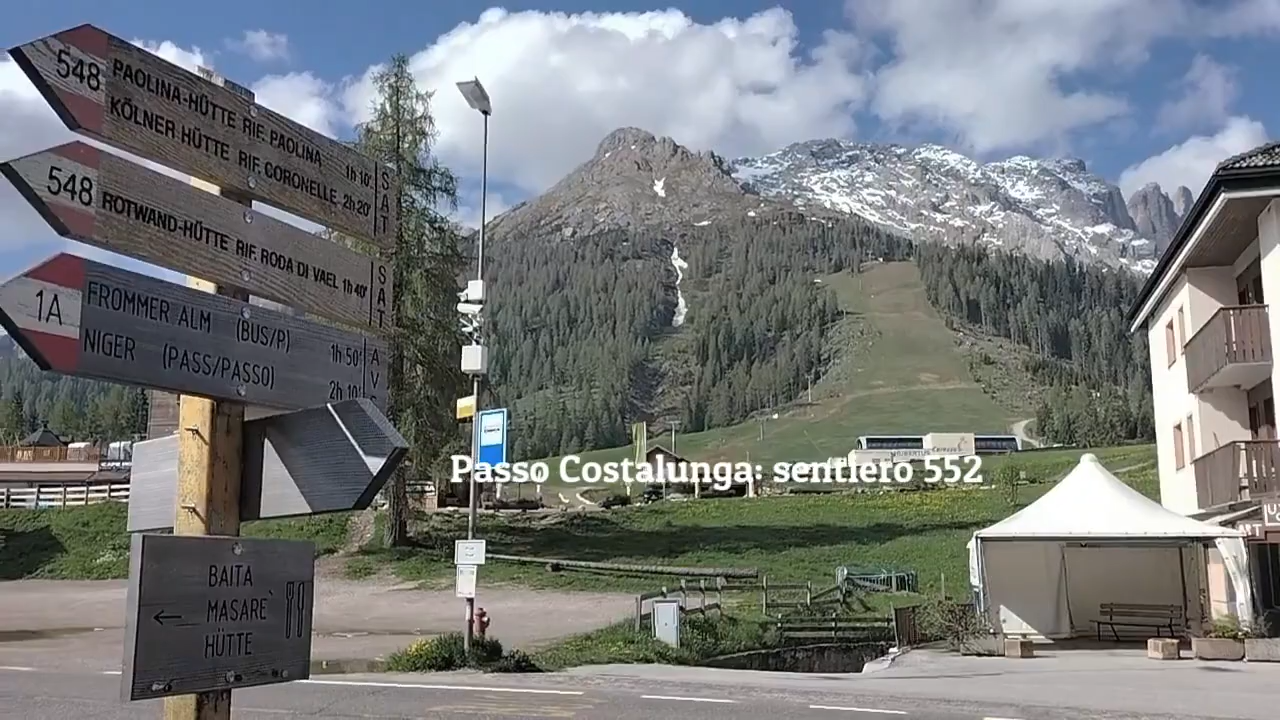 548 PAOLINA-HÜTTE RIF. PAOLINA 1h 10'
KÖLNER HÜTTE RIF. CORONELLE 2h 20'
SAT
548 ROTWAND-HÜTTE RIF. RODA DI VAEL 1h 40'
SAT
1A FROMMER ALM (BUS/P) 1h 50'
NIGER (PASS/PASSO) 2h 10'
Passo Costalunga: sentiero 552
BAITA
← MASARÈ
HÜTTE